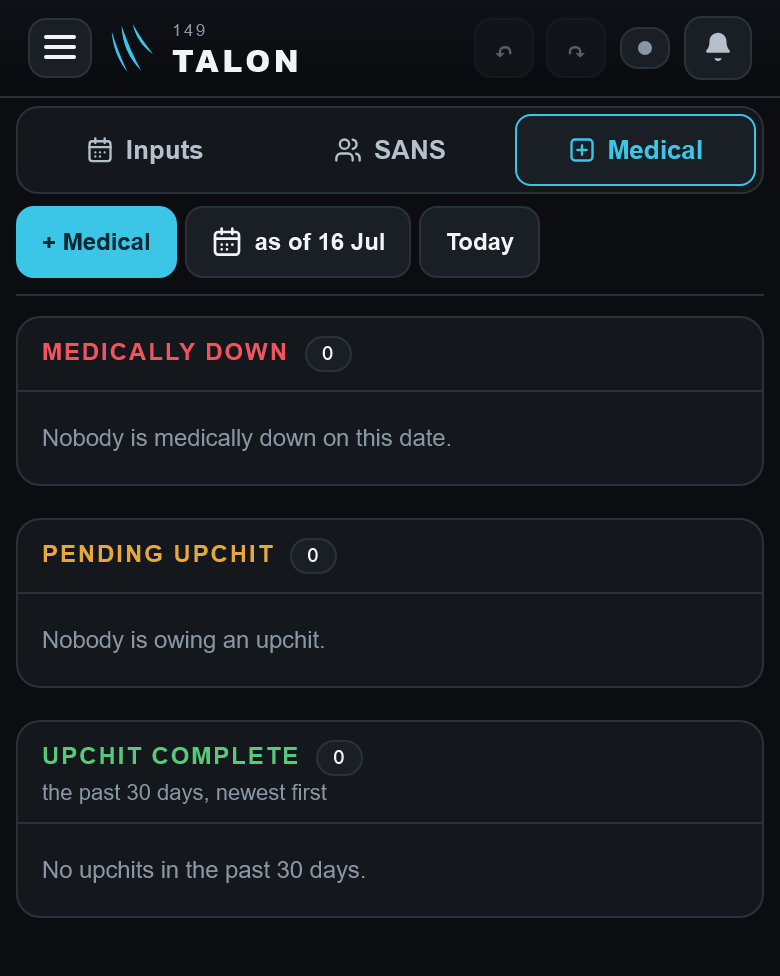 149
TALON
Inputs
SANS
Medical
+ Medical
as of 16 Jul
Today
MEDICALLY DOWN 0
Nobody is medically down on this date.
PENDING UPCHIT 0
Nobody is owing an upchit.
UPCHIT COMPLETE 0
the past 30 days, newest first
No upchits in the past 30 days.